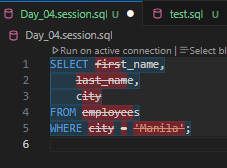 Day_04.session.sql U test.sql
Day_04.session.sql
Run on active connection | Select bl
1 SELECT first_name,
2 last_name,
3 city
4 FROM employees
5 WHERE city = 'Manila';
6